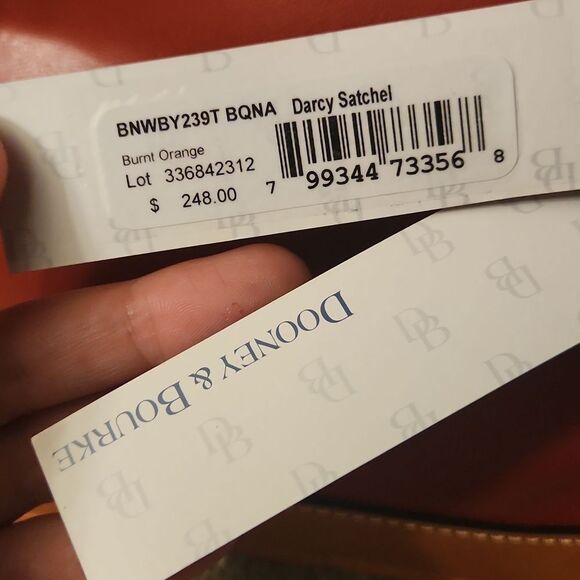 BNWBY239T BQNA Darcy Satchel
Burnt Orange
Lot 336842312
$ 248.00
7 99344 73356 8
DOONEY & BOURKE